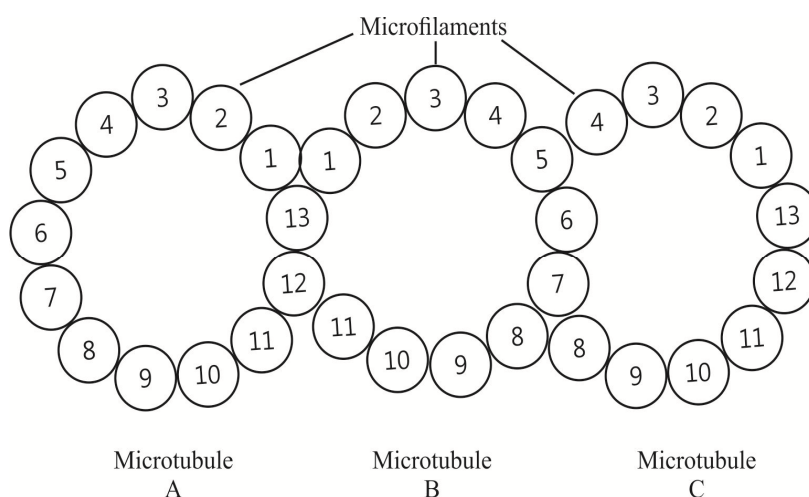 Microfilaments
3 3 3
4 2 2 4 4 2
5 1 1 5 1
6 13 6 13
7 12 7 12
8 11 11 8 8 11
9 10 10 9 9 10
Microtubule Microtubule Microtubule
A B C